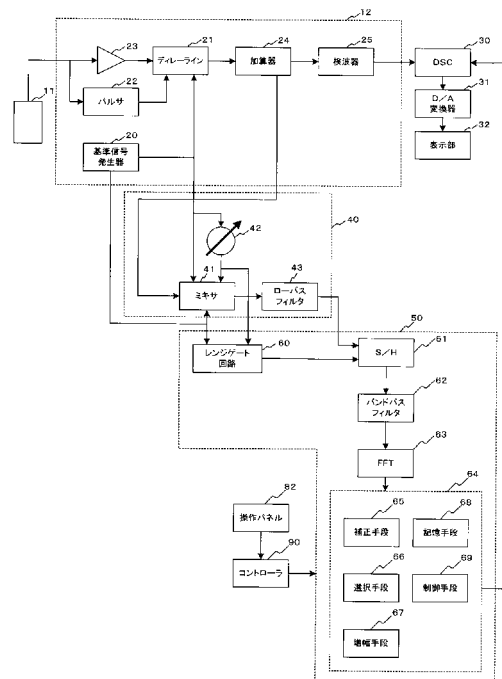 12
23
21
24
25
30
ディレーライン
加算器
検波器
DSC
22
31
パルサ
D/A
変換器
11
20
32
基準信号
発生器
表示部
40
42
41
43
ミキサ
ローパス
フィルタ
50
レンジゲート
回路
60
S/H
61
62
バンドパス
フィルタ
63
FFT
64
82
65
68
操作パネル
補正手段
記憶手段
90
66
69
コントローラ
選択手段
制御手段
67
増幅手段